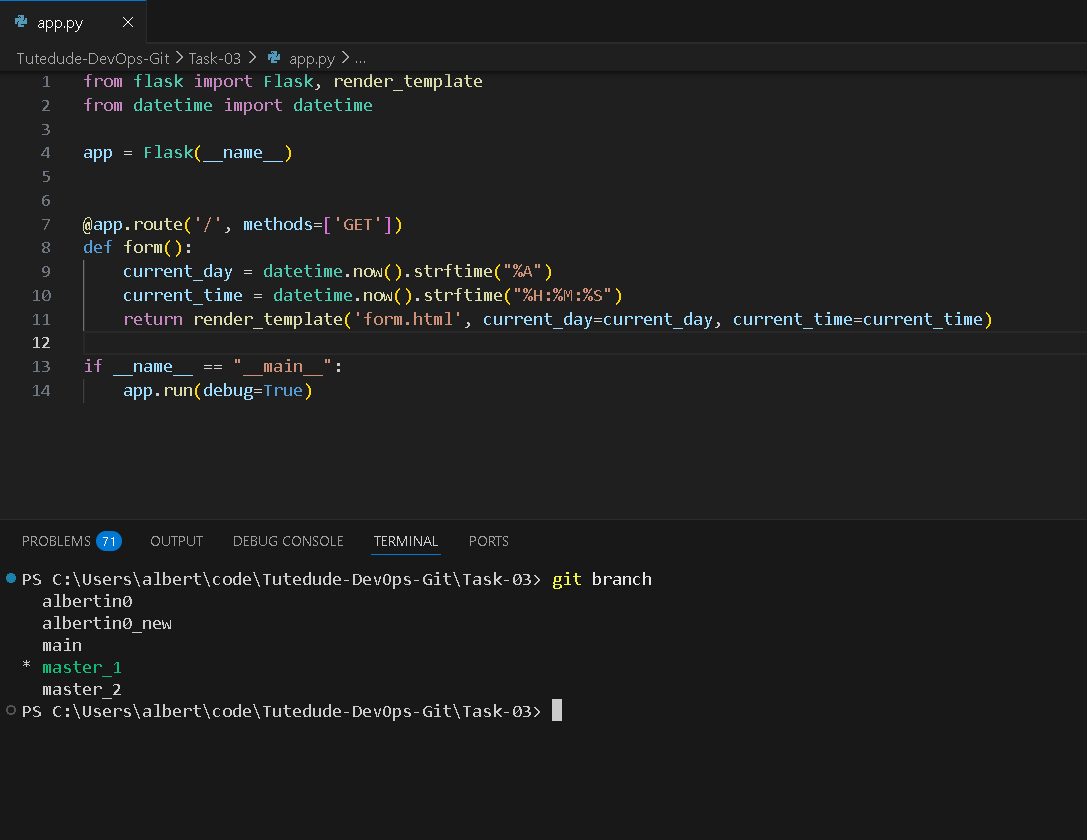 app.py
Tutedude-DevOps-Git > Task-03 > app.py > ...
1 from flask import Flask, render_template
2 from datetime import datetime
3
4 app = Flask(__name__)
5
6
7 @app.route('/', methods=['GET'])
8 def form():
9     current_day = datetime.now().strftime("%A")
10     current_time = datetime.now().strftime("%H:%M:%S")
11     return render_template('form.html', current_day=current_day, current_time=current_time)
12
13 if __name__ == "__main__":
14     app.run(debug=True)
PROBLEMS 71 OUTPUT DEBUG CONSOLE TERMINAL PORTS
PS C:\Users\albert\code\Tutedude-DevOps-Git\Task-03> git branch
  albertin0
  albertin0_new
  main
* master_1
  master_2
PS C:\Users\albert\code\Tutedude-DevOps-Git\Task-03>